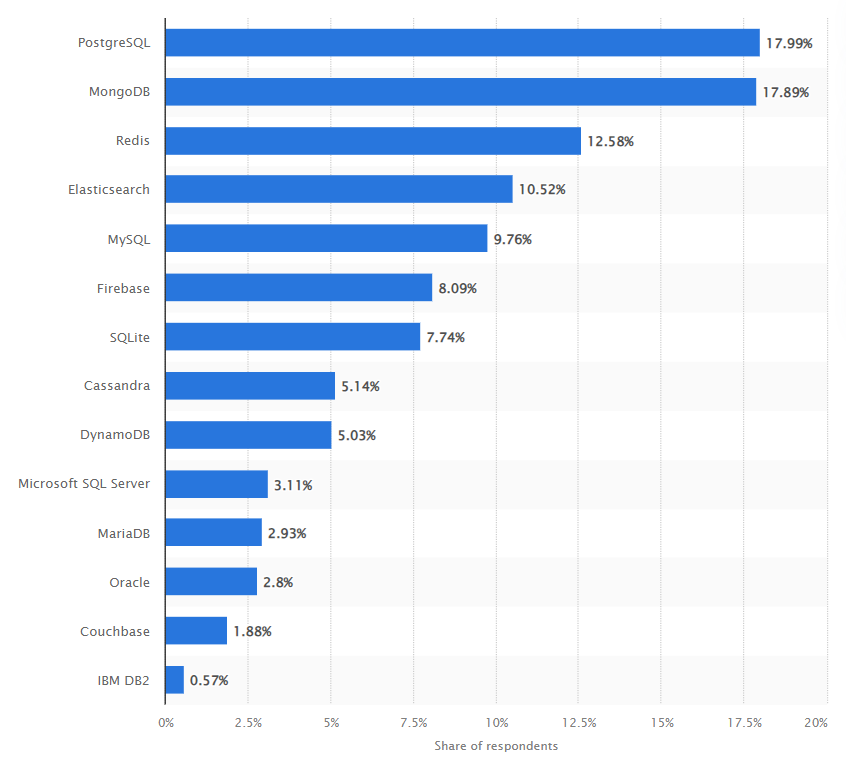 PostgreSQL 17.99%
MongoDB 17.89%
Redis 12.58%
Elasticsearch 10.52%
MySQL 9.76%
Firebase 8.09%
SQLite 7.74%
Cassandra 5.14%
DynamoDB 5.03%
Microsoft SQL Server 3.11%
MariaDB 2.93%
Oracle 2.8%
Couchbase 1.88%
IBM DB2 0.57%
0% 2.5% 5% 7.5% 10% 12.5% 15% 17.5% 20%
Share of respondents